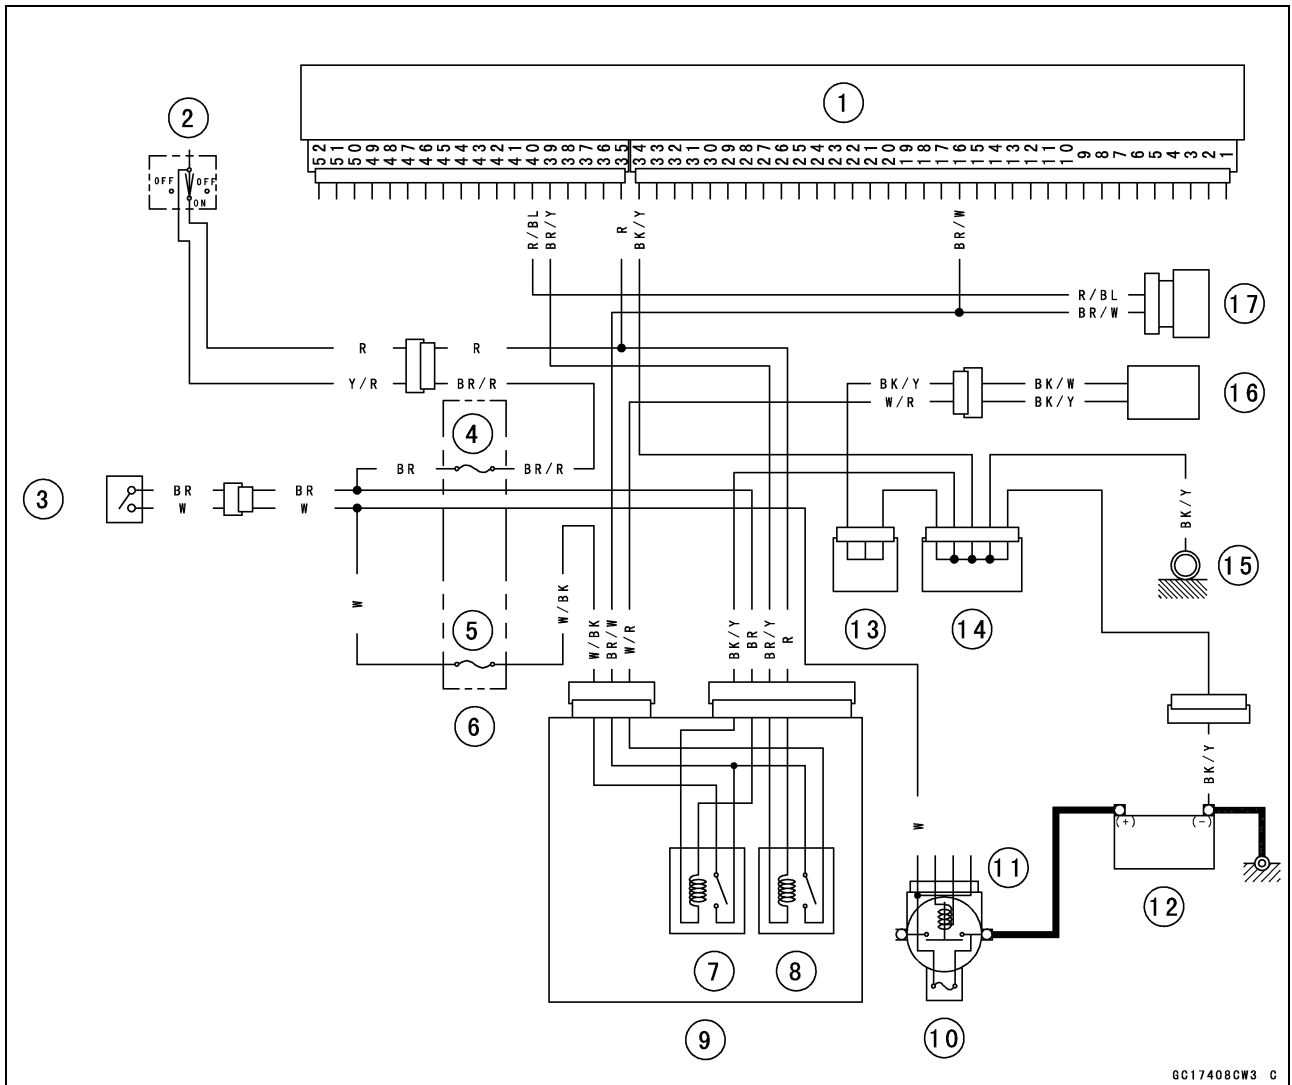 1
2
52 51 50 49 48 47 46 45 44 43 42 41 40 39 38 37 36 35 34 33 32 31 30 29 28 27 26 25 24 23 22 21 20 19 18 17 16 15 14 13 12 11 10 9 8 7 6 5 4 3 2 1
OFF OFF
ON
R/BL BR/Y R BK/Y BR/W
R/BL
BR/W
17
R R
Y/R BR/R
BK/Y BK/W
W/R BK/Y
16
4
BR BR/R
3
BR BR
W W
BK/Y
15
W
W/BK
5
13
14
W/BK BR/W W/R BK/Y BR BR/Y R
6
BK/Y
W
(+) (-)
11
12
7
8
9
10
GC17408CW3 C